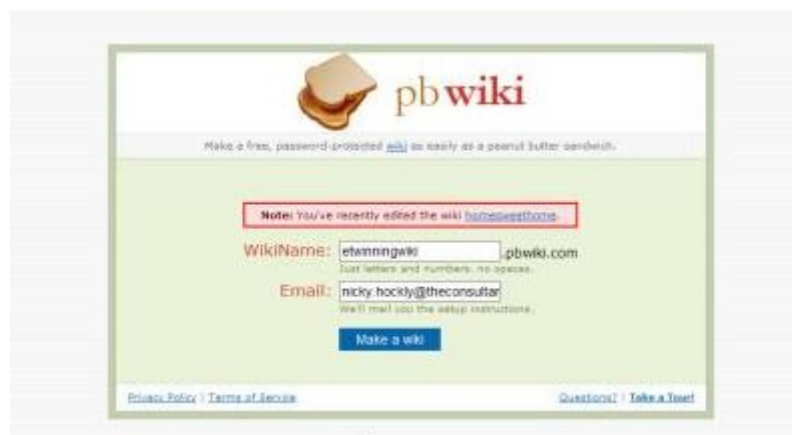 pbwiki
Make a free, password-protected wiki as easily as a peanut butter sandwich.
Note: You've recently edited the wiki homesweethome.
WikiName: etwinningwiki .pbwiki.com
Just letters and numbers, no spaces.
Email: nicky.hockly@theconsultar
We'll mail you the setup instructions.
Make a wiki
Privacy Policy | Terms of Service Questions? | Take a Tour!